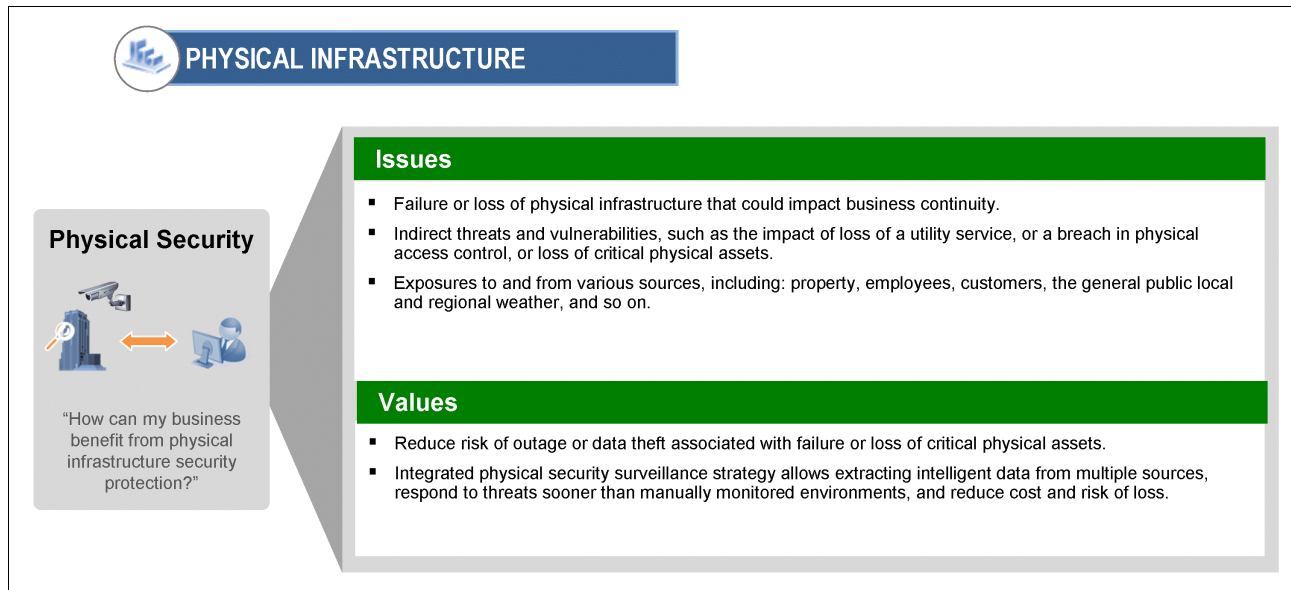 PHYSICAL INFRASTRUCTURE
Physical Security
“How can my business
benefit from physical
infrastructure security
protection?”
Issues
▪ Failure or loss of physical infrastructure that could impact business continuity.
▪ Indirect threats and vulnerabilities, such as the impact of loss of a utility service, or a breach in physical
access control, or loss of critical physical assets.
▪ Exposures to and from various sources, including: property, employees, customers, the general public local
and regional weather, and so on.
Values
▪ Reduce risk of outage or data theft associated with failure or loss of critical physical assets.
▪ Integrated physical security surveillance strategy allows extracting intelligent data from multiple sources,
respond to threats sooner than manually monitored environments, and reduce cost and risk of loss.